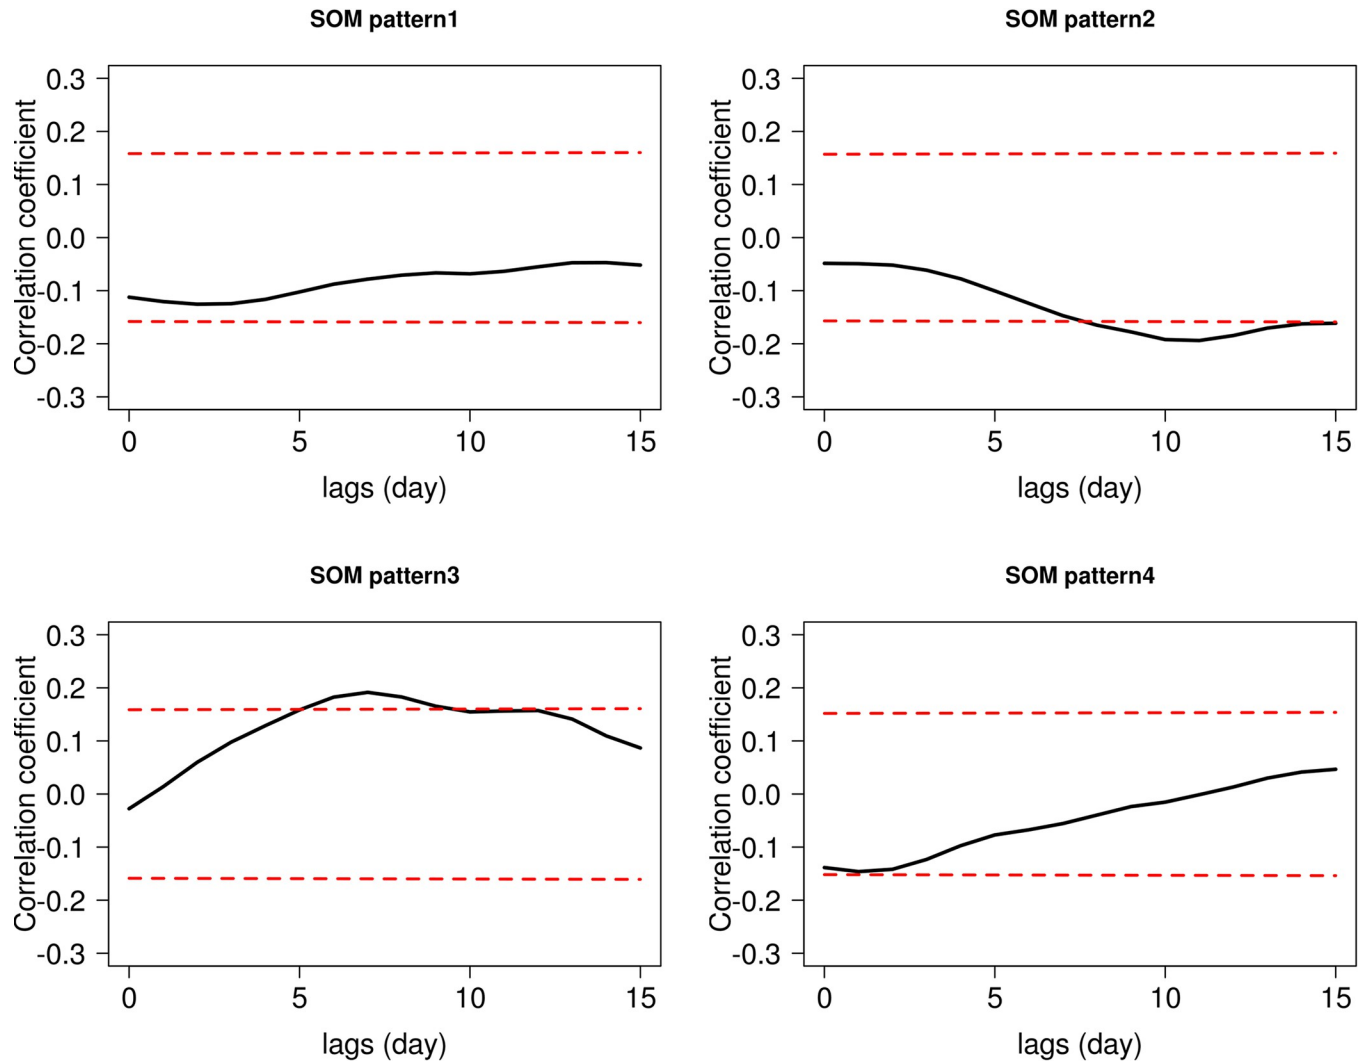 SOM pattern1
Correlation coefficient
0.3
0.2
0.1
0.0
-0.1
-0.2
-0.3
0 5 10 15
lags (day)
SOM pattern2
Correlation coefficient
0.3
0.2
0.1
0.0
-0.1
-0.2
-0.3
0 5 10 15
lags (day)
SOM pattern3
Correlation coefficient
0.3
0.2
0.1
0.0
-0.1
-0.2
-0.3
0 5 10 15
lags (day)
SOM pattern4
Correlation coefficient
0.3
0.2
0.1
0.0
-0.1
-0.2
-0.3
0 5 10 15
lags (day)